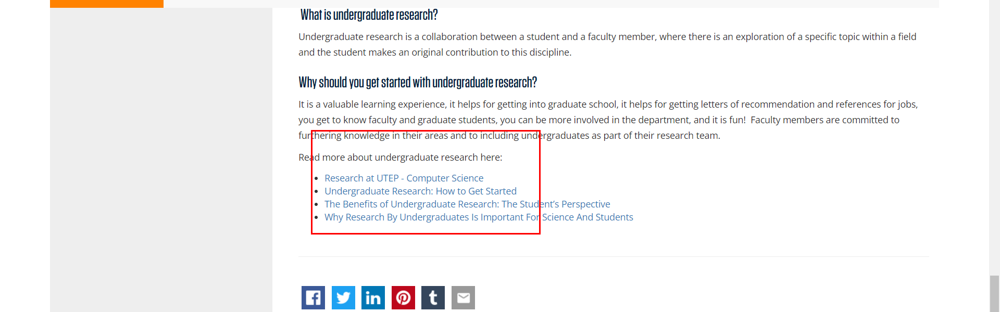 What is undergraduate research?
Undergraduate research is a collaboration between a student and a faculty member, where there is an exploration of a specific topic within a field
and the student makes an original contribution to this discipline.
Why should you get started with undergraduate research?
It is a valuable learning experience, it helps for getting into graduate school, it helps for getting letters of recommendation and references for jobs,
you get to know faculty and graduate students, you can be more involved in the department, and it is fun!  Faculty members are committed to
furthering knowledge in their areas and to including undergraduates as part of their research team.
Read more about undergraduate research here:
Research at UTEP - Computer Science
Undergraduate Research: How to Get Started
The Benefits of Undergraduate Research: The Student’s Perspective
Why Research By Undergraduates Is Important For Science And Students